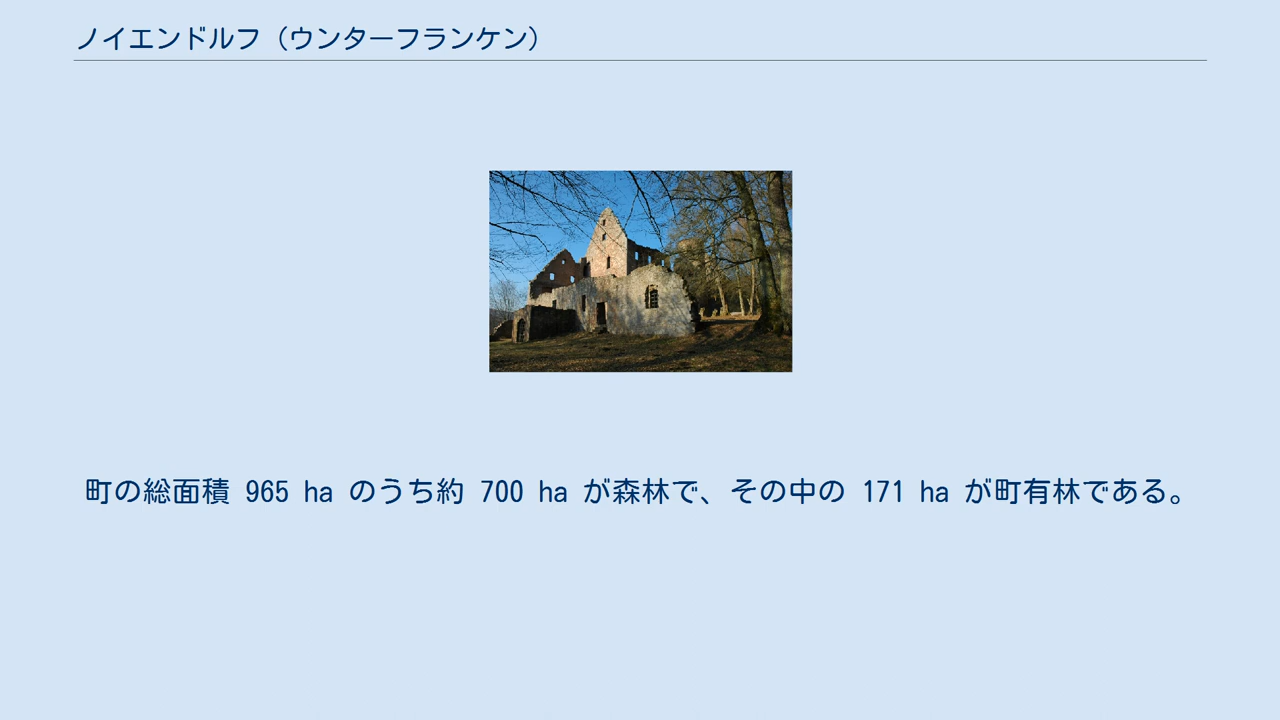 ノイエンドルフ（ウンターフランケン）
町の総面積 965 ha のうち約 700 ha が森林で、その中の 171 ha が町有林である。